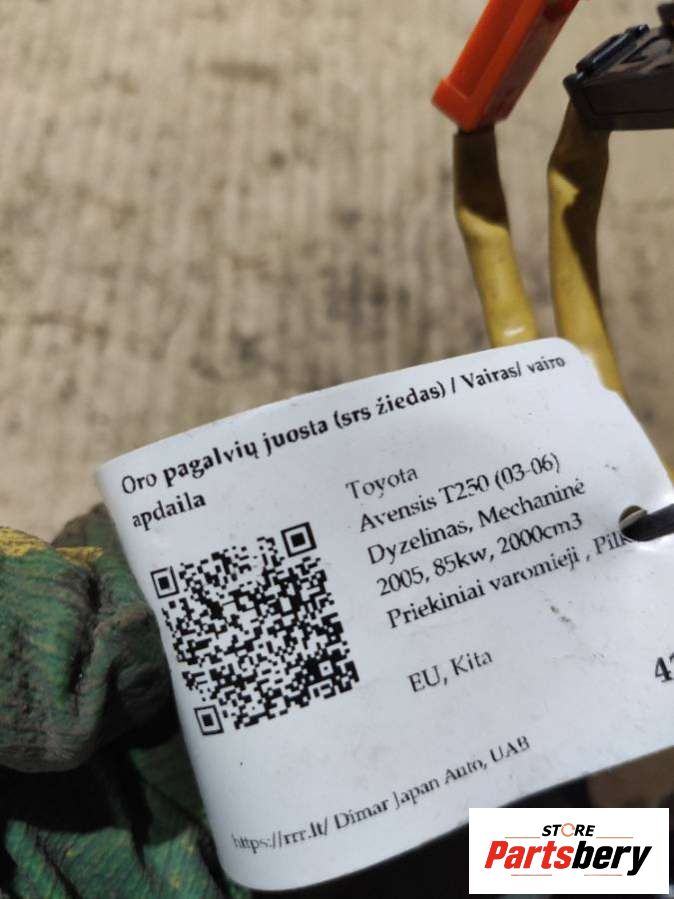 Oro pagalvių juosta (srs žiedas) / Vairas/ vairo
apdaila
Toyota
Avensis T250 (03-06)
Dyzelinas, Mechaninė
2005, 85kw, 2000cm3
Priekiniai varomieji ,
EU, Kita
https://rrr.lt/ Dimar Japan Auto, UAB
STORE
Partsbery